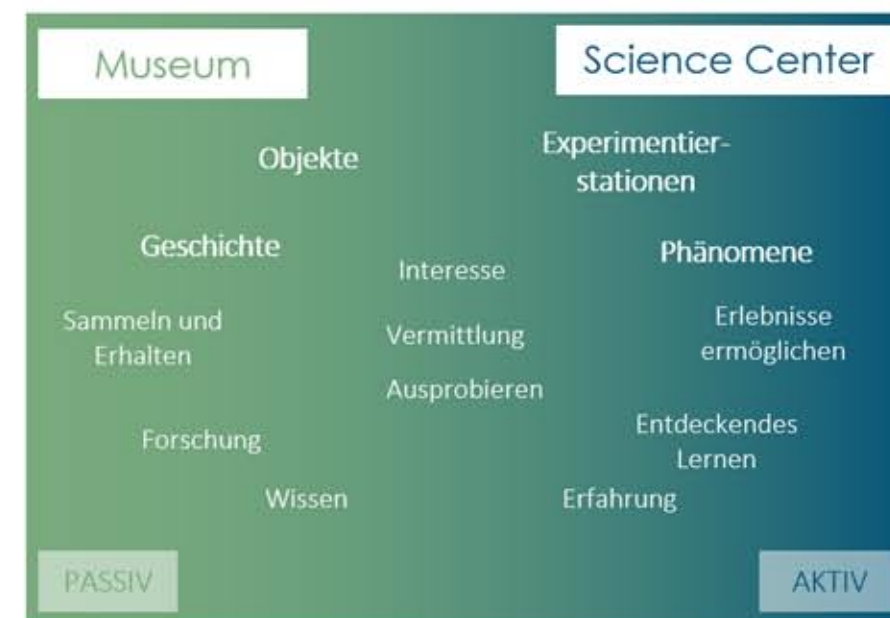 Museum
Science Center
Objekte
Experimentier-
stationen
Geschichte
Phänomene
Interesse
Sammeln und
Erhalten
Vermittlung
Erlebnisse
ermöglichen
Ausprobieren
Forschung
Entdeckendes
Lernen
Wissen
Erfahrung
PASSIV
AKTIV